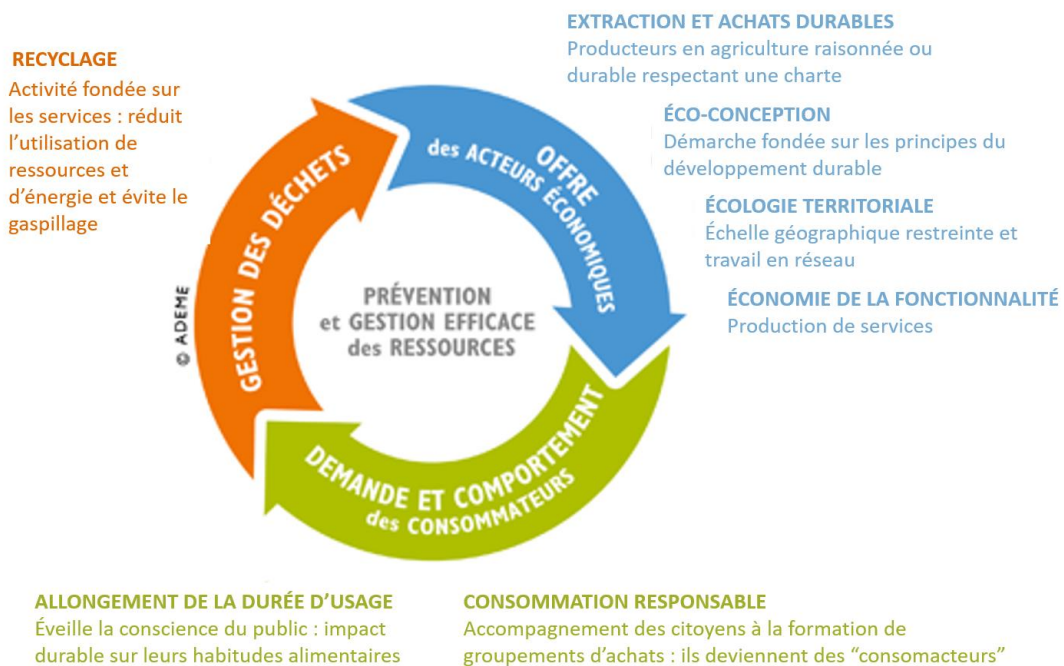 EXTRACTION ET ACHATS DURABLES
Producteurs en agriculture raisonnée ou
durable respectant une charte
RECYCLAGE
Activité fondée sur
les services : réduit
l’utilisation de
ressources et
d’énergie et évite le
gaspillage
ÉCO-CONCEPTION
Démarche fondée sur les principes du
développement durable
ÉCOLOGIE TERRITORIALE
Échelle géographique restreinte et
travail en réseau
ÉCONOMIE DE LA FONCTIONNALITÉ
Production de services
OFFRE
des ACTEURS ÉCONOMIQUES
GESTION DES DÉCHETS
PRÉVENTION
et GESTION EFFICACE
des RESSOURCES
© ADEME
DEMANDE ET COMPORTEMENT
des CONSOMMATEURS
ALLONGEMENT DE LA DURÉE D’USAGE
Éveille la conscience du public : impact
durable sur leurs habitudes alimentaires
CONSOMMATION RESPONSABLE
Accompagnement des citoyens à la formation de
groupements d’achats : ils deviennent des “consomacteurs”